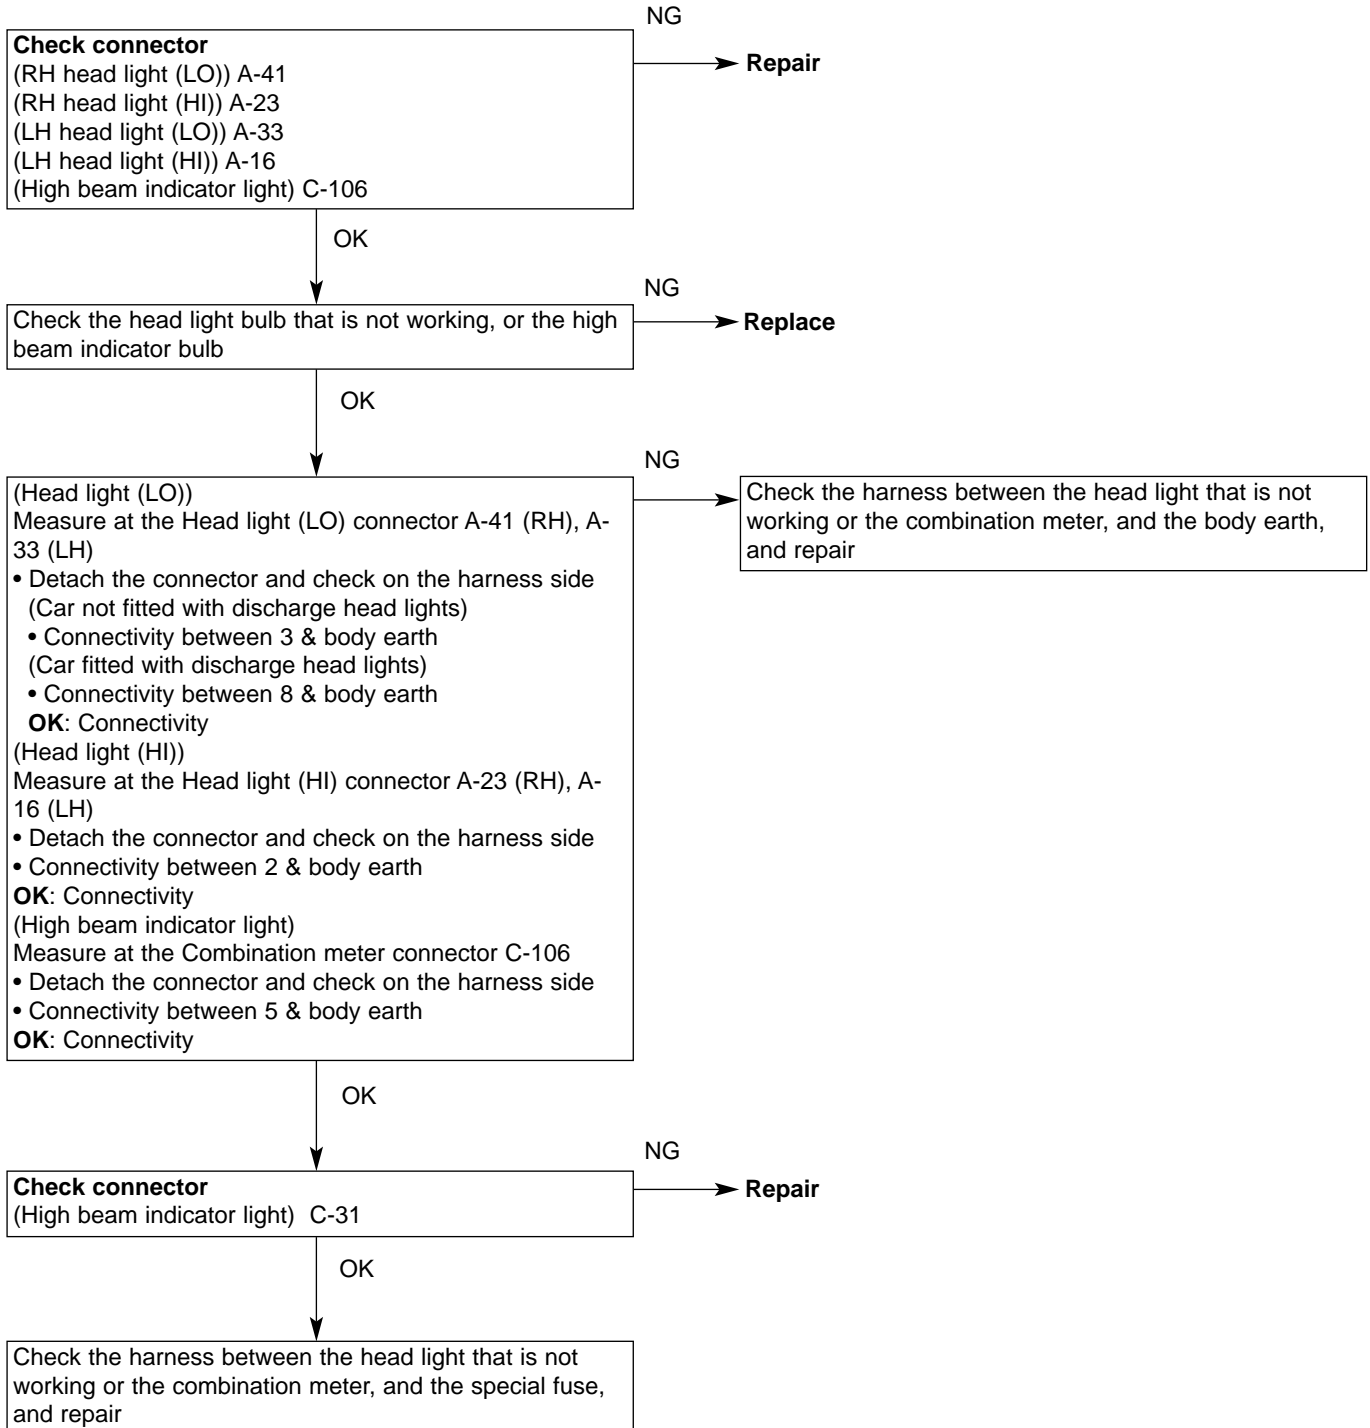 NG
Check connector
(RH head light (LO)) A-41
(RH head light (HI)) A-23
(LH head light (LO)) A-33
(LH head light (HI)) A-16
(High beam indicator light) C-106
Repair
OK
NG
Check the head light bulb that is not working, or the high
beam indicator bulb
Replace
OK
NG
(Head light (LO))
Measure at the Head light (LO) connector A-41 (RH), A-
33 (LH)
• Detach the connector and check on the harness side
(Car not fitted with discharge head lights)
• Connectivity between 3 & body earth
(Car fitted with discharge head lights)
• Connectivity between 8 & body earth
OK: Connectivity
(Head light (HI))
Measure at the Head light (HI) connector A-23 (RH), A-
16 (LH)
• Detach the connector and check on the harness side
• Connectivity between 2 & body earth
OK: Connectivity
(High beam indicator light)
Measure at the Combination meter connector C-106
• Detach the connector and check on the harness side
• Connectivity between 5 & body earth
OK: Connectivity
Check the harness between the head light that is not
working or the combination meter, and the body earth,
and repair
OK
NG
Check connector
(High beam indicator light) C-31
Repair
OK
Check the harness between the head light that is not
working or the combination meter, and the special fuse,
and repair